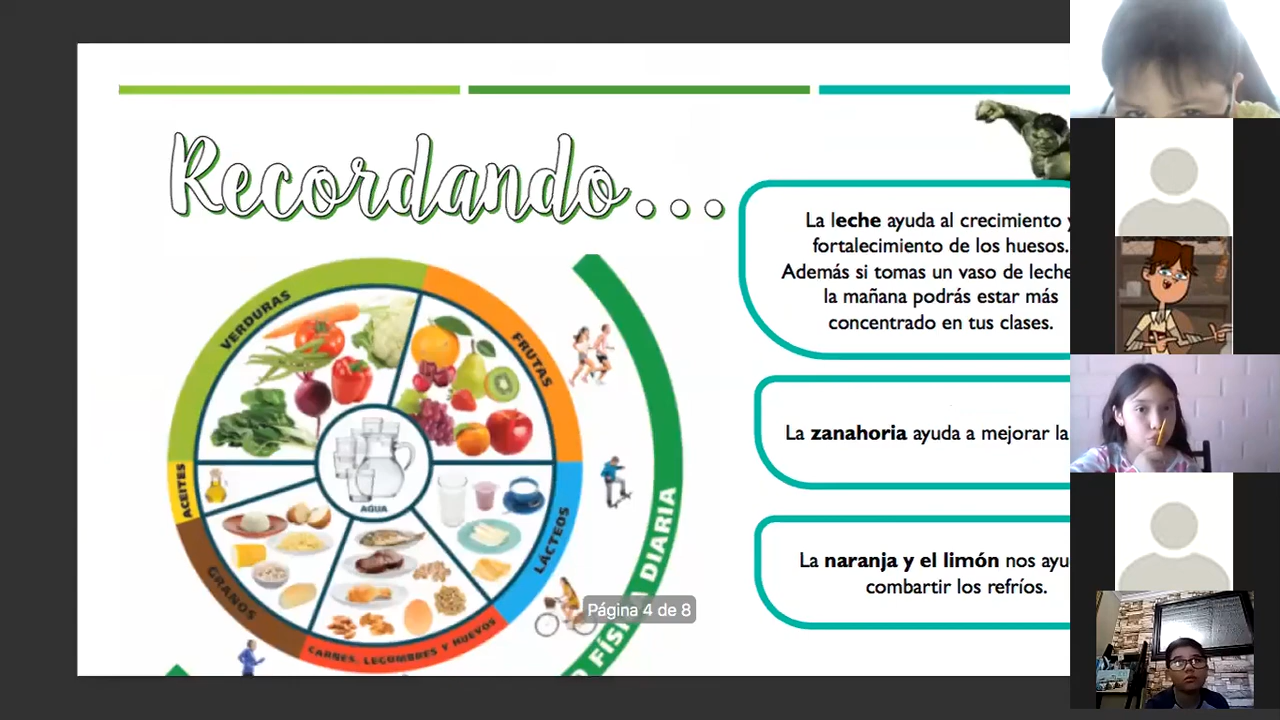 Recordando...
La leche ayuda al crecimiento y
fortalecimiento de los huesos.
Además si tomas un vaso de leche
la mañana podrás estar más
concentrado en tus clases.
La zanahoria ayuda a mejorar la
La naranja y el limón nos ayu
combartir los refríos.
VERDURAS
FRUTAS
ACEITES
AGUA
LÁCTEOS
GRANOS
CARNES, LEGUMBRES Y HUEVOS
DIARIA
Página 4 de 8